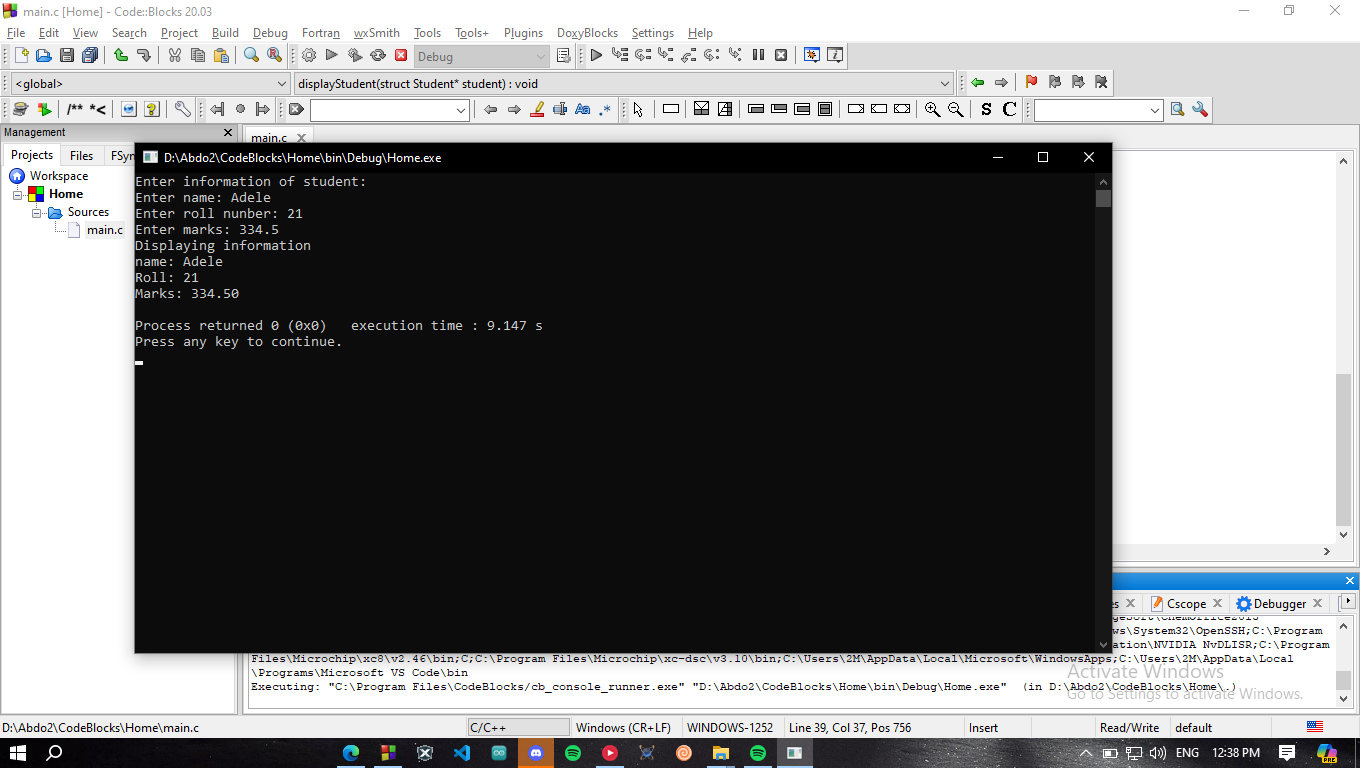 main.c [Home] - Code::Blocks 20.03
File Edit View Search Project Build Debug Fortran wxSmith Tools Tools+ Plugins DoxyBlocks Settings Help
Debug
<global> displayStudent(struct Student* student) : void
/** *< Aa .* S C
Management
main.c
Projects Files FSyn
D:\Abdo2\CodeBlocks\Home\bin\Debug\Home.exe
Workspace
Home
Sources
main.c
Enter information of student:
Enter name: Adele
Enter roll nunber: 21
Enter marks: 334.5
Displaying information
name: Adele
Roll: 21
Marks: 334.50
Process returned 0 (0x0)   execution time : 9.147 s
Press any key to continue.
es Cscope Debugger
ws\System32\OpenSSH;C:\Program
ation\NVIDIA NvDLISR;C:\Program
Files\Microchip\xc8\v2.46\bin;C;C:\Program Files\Microchip\xc-dsc\v3.10\bin;C:\Users\2M\AppData\Local\Microsoft\WindowsApps;C:\Users\2M\AppData\Local
\Programs\Microsoft VS Code\bin
Executing: "C:\Program Files\CodeBlocks/cb_console_runner.exe" "D:\Abdo2\CodeBlocks\Home\bin\Debug\Home.exe"  (in D:\Abdo2\CodeBlocks\Home\.)
Activate Windows
Go to Settings to activate Windows.
D:\Abdo2\CodeBlocks\Home\main.c C/C++ Windows (CR+LF) WINDOWS-1252 Line 39, Col 37, Pos 756 Insert Read/Write default
ENG 12:38 PM PRE